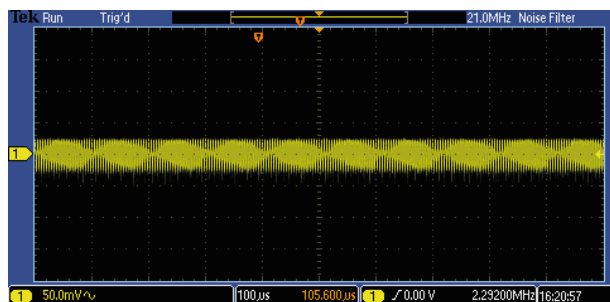 Tek Run Trig'd 21.0MHz Noise Filter
T
T
1
1 50.0mV∿ 100µs 105.600µs 1 ∫ 0.00 V 2.29200MHz 16:20:57